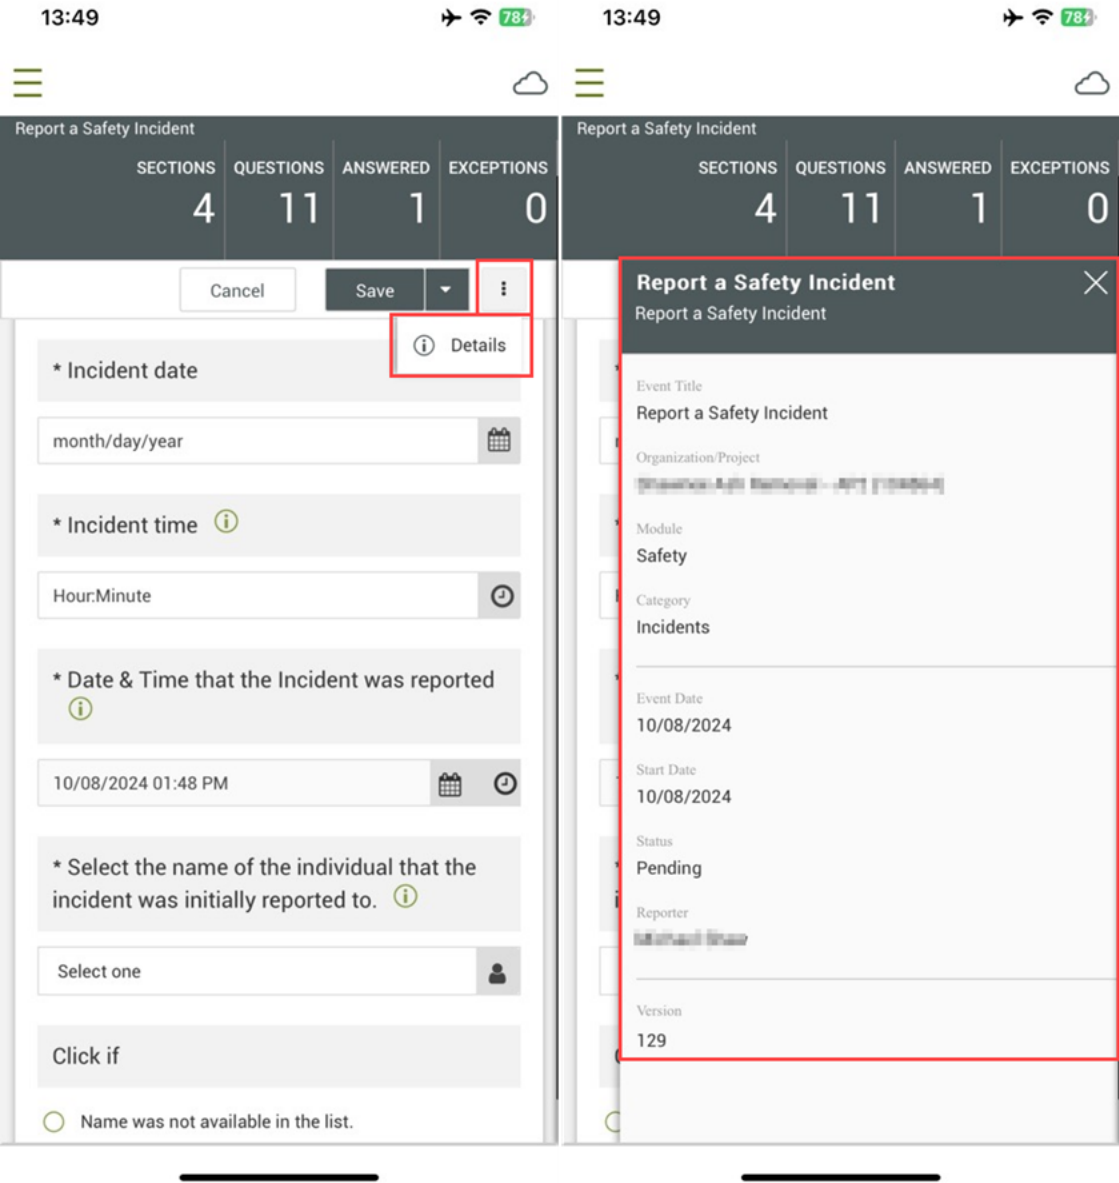 13:49
78
Report a Safety Incident
SECTIONS QUESTIONS ANSWERED EXCEPTIONS
4 11 1 0
Cancel Save
Details
* Incident date
month/day/year
* Incident time
Hour:Minute
* Date & Time that the Incident was reported
10/08/2024 01:48 PM
* Select the name of the individual that the
incident was initially reported to.
Select one
Click if
Name was not available in the list.
13:49
78
Report a Safety Incident
SECTIONS QUESTIONS ANSWERED EXCEPTIONS
4 11 1 0
Report a Safety Incident
Report a Safety Incident
Event Title
Report a Safety Incident
Organization/Project
Module
Safety
Category
Incidents
Event Date
10/08/2024
Start Date
10/08/2024
Status
Pending
Reporter
Version
129